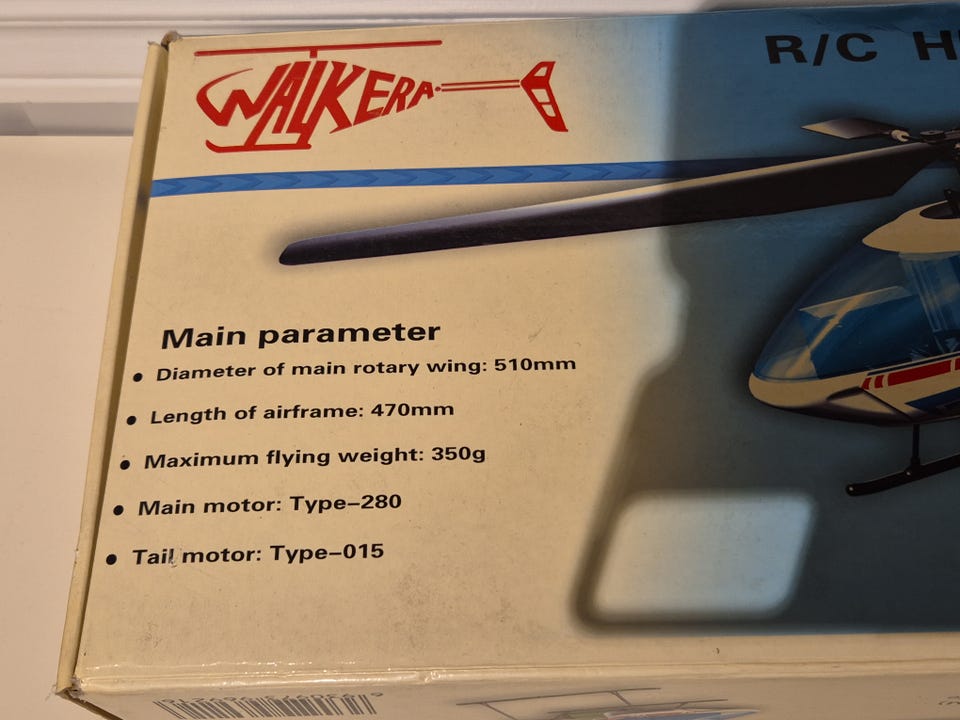 WALKERA
R/C H
Main parameter
• Diameter of main rotary wing: 510mm
• Length of airframe: 470mm
• Maximum flying weight: 350g
• Main motor: Type-280
• Tail motor: Type-015